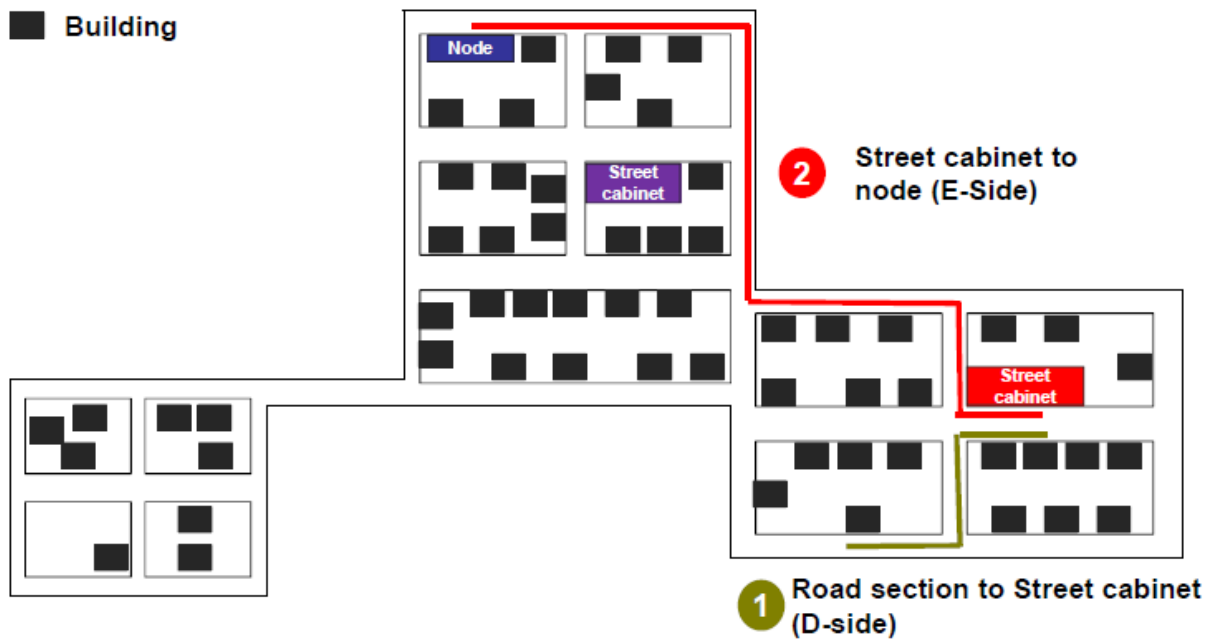 Building
Node
Street
cabinet
2
Street cabinet to
node (E-Side)
Street
cabinet
1
Road section to Street cabinet
(D-side)